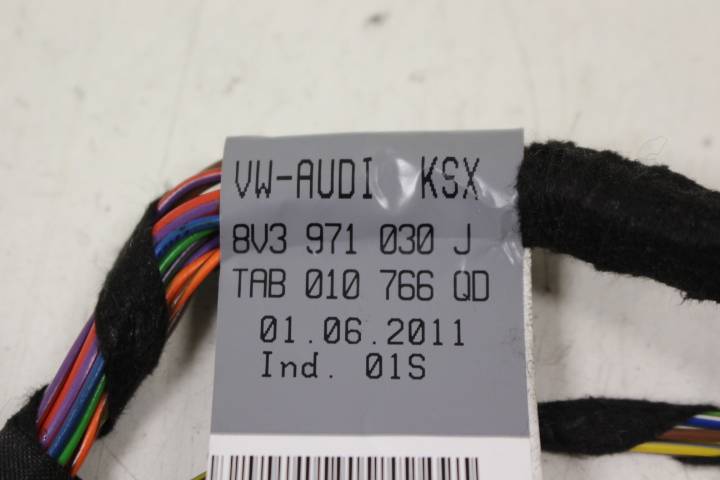 VW-AUDI KSX
8V3 971 030 J
TAB 010 766 QD
01.06.2011
Ind. 01S